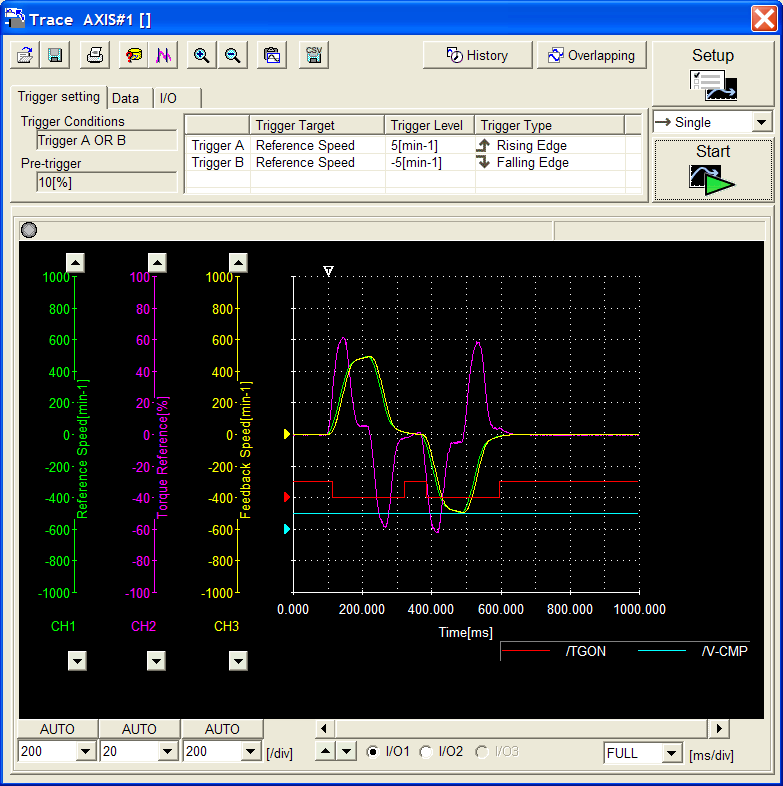 Trace AXIS#1 []
CSV
History
Overlapping
Setup
Trigger setting
Data
I/O
Single
Start
Trigger Conditions
Trigger A OR B
Pre-trigger
10[%]
Trigger Target Trigger Level Trigger Type
Trigger A Reference Speed 5[min-1] Rising Edge
Trigger B Reference Speed -5[min-1] Falling Edge
T
1000
800
600
400
200
0
-200
-400
-600
-800
-1000
Reference Speed[min-1]
CH1
100
80
60
40
20
0
-20
-40
-60
-80
-100
Torque Reference[%]
CH2
1000
800
600
400
200
0
-200
-400
-600
-800
-1000
Feedback Speed[min-1]
CH3
0.000 200.000 400.000 600.000 800.000 1000.000
Time[ms]
/TGON /V-CMP
AUTO AUTO AUTO
200 20 200 [/div]
I/O1 I/O2 I/O3
FULL [ms/div]